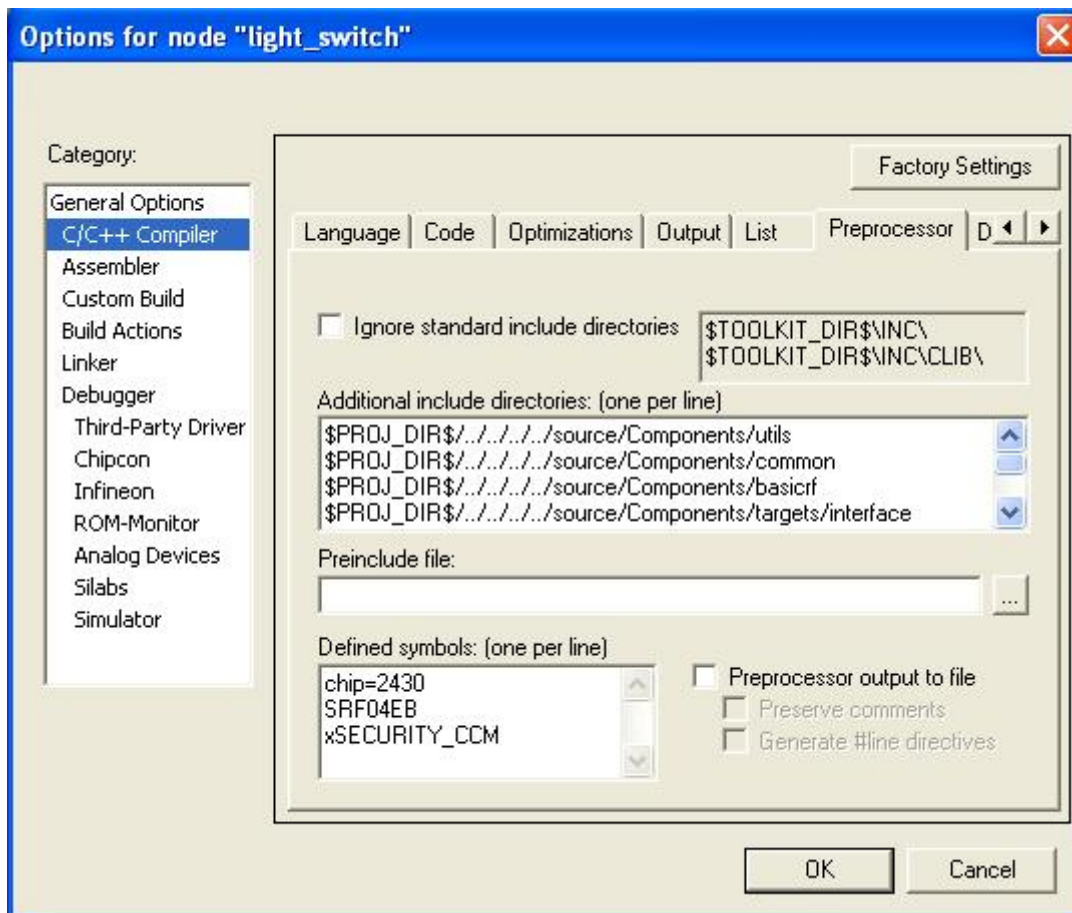 Options for node "light_switch"
Category:
General Options
C/C++ Compiler
Assembler
Custom Build
Build Actions
Linker
Debugger
Third-Party Driver
Chipcon
Infineon
ROM-Monitor
Analog Devices
Silabs
Simulator
Factory Settings
Language Code Optimizations Output List Preprocessor D
Ignore standard include directories
$TOOLKIT_DIR$\INC\
$TOOLKIT_DIR$\INC\CLIB\
Additional include directories: (one per line)
$PROJ_DIR$/../../../../source/Components/utils
$PROJ_DIR$/../../../../source/Components/common
$PROJ_DIR$/../../../../source/Components/basicrf
$PROJ_DIR$/../../../../source/Components/targets/interface
Preinclude file:
...
Defined symbols: (one per line)
chip=2430
SRF04EB
xSECURITY_CCM
Preprocessor output to file
Preserve comments
Generate #line directives
OK Cancel